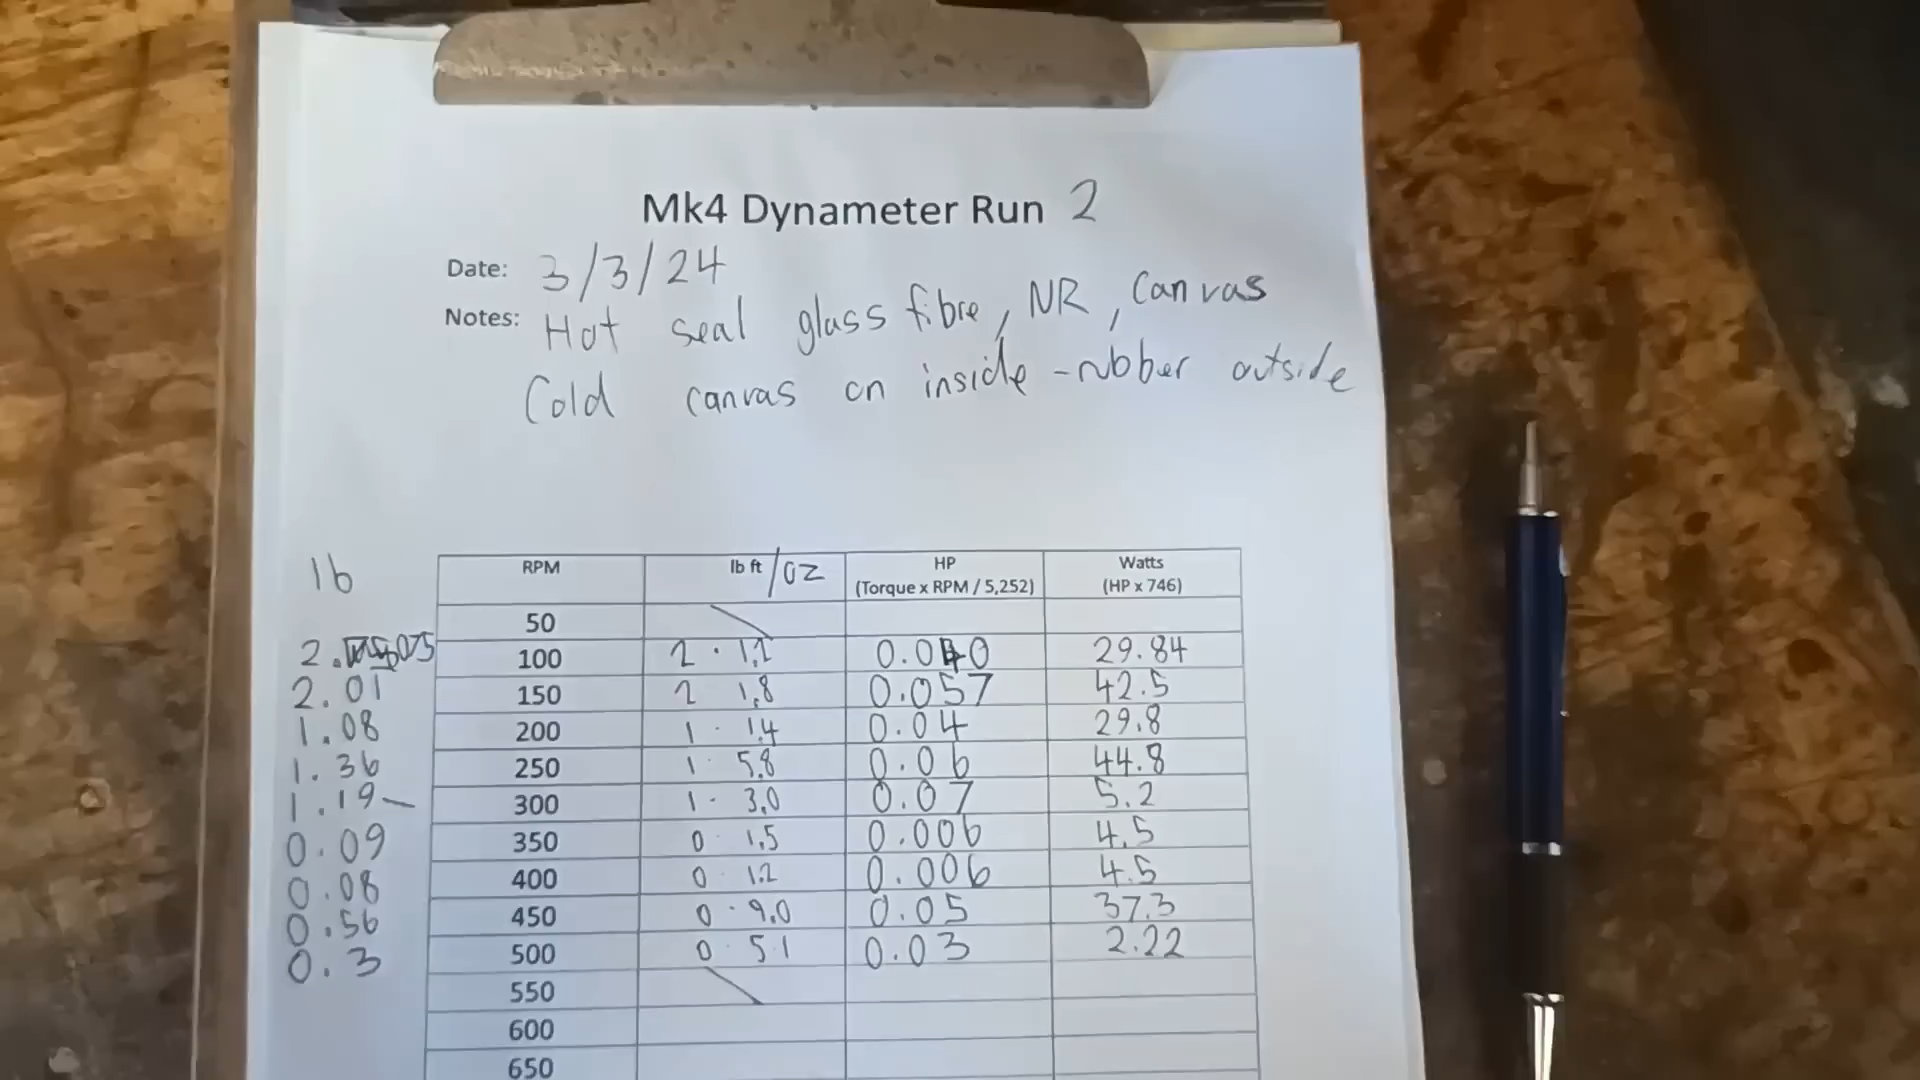 Mk4 Dynameter Run 2
Date: 3/3/24
Notes: Hot seal glass fibre, NR, Canvas
Cold canvas on inside - rubber outside
lb RPM lb ft/oz HP (Torque x RPM / 5,252) Watts (HP x 746)
50
100 2 · 1.2 0.040 29.84
2.01 150 2 1.8 0.057 42.5
1.08 200 1 · 1.4 0.04 29.8
1.36 250 1 · 5.8 0.06 44.8
1.19 — 300 1 · 3.0 0.07 5.2
0.09 350 0 · 1.5 0.006 4.5
0.08 400 0 · 1.2 0.006 4.5
0.56 450 0 · 9.0 0.05 37.3
0.3 500 0 · 5.1 0.03 2.22
550
600
650